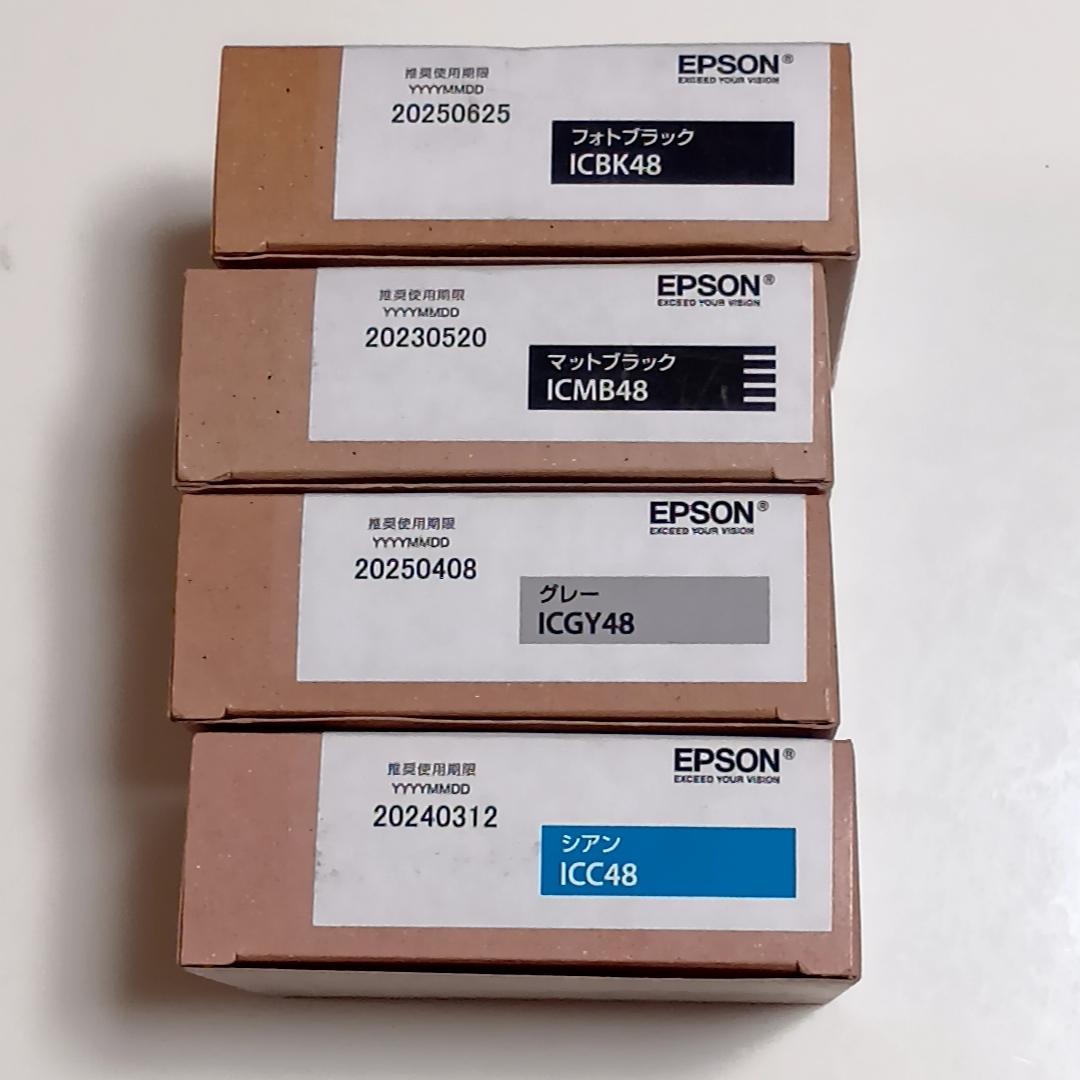 推奨使用期限
YYYYMMDD
20250625
EPSON®
EXCEED YOUR VISION
フォトブラック
ICBK48
推奨使用期限
YYYYMMDD
20230520
EPSON®
EXCEED YOUR VISION
マットブラック
ICMB48
推奨使用期限
YYYYMMDD
20250408
EPSON®
EXCEED YOUR VISION
グレー
ICGY48
推奨使用期限
YYYYMMDD
20240312
EPSON®
EXCEED YOUR VISION
シアン
ICC48